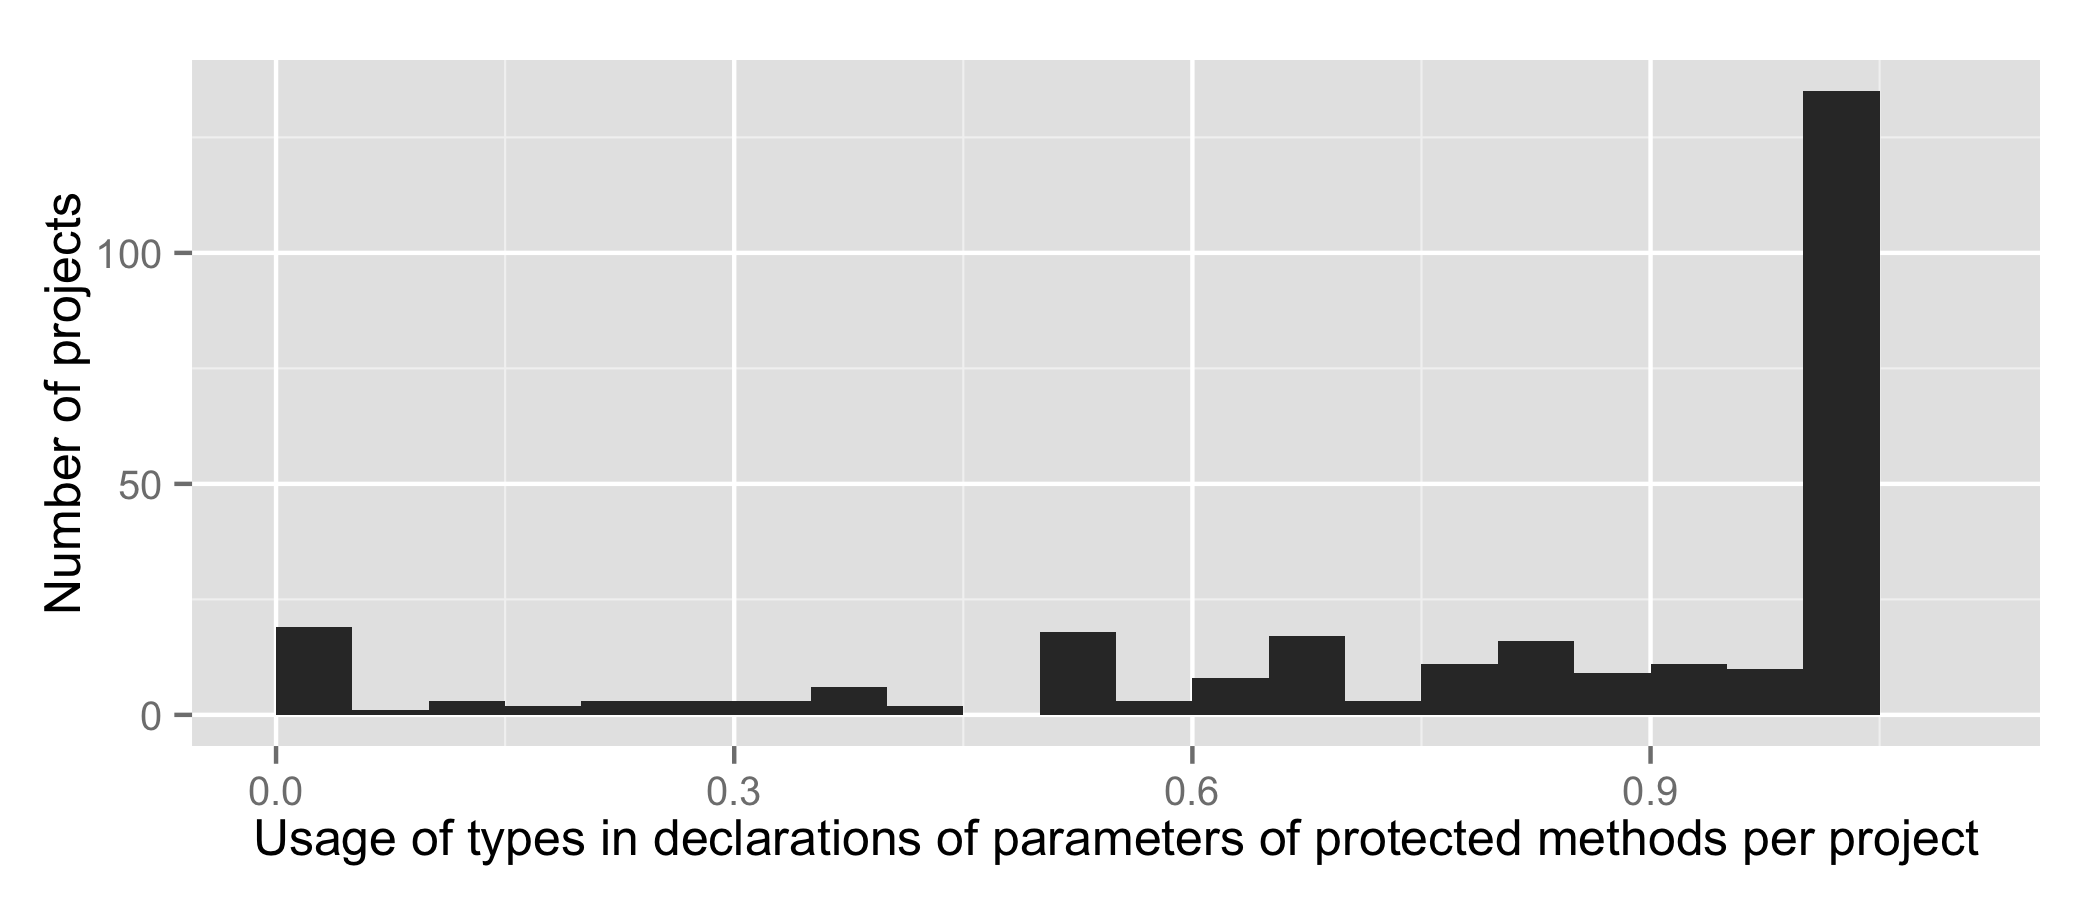 Number of projects
100
50
0
0.0 0.3 0.6 0.9
Usage of types in declarations of parameters of protected methods per project